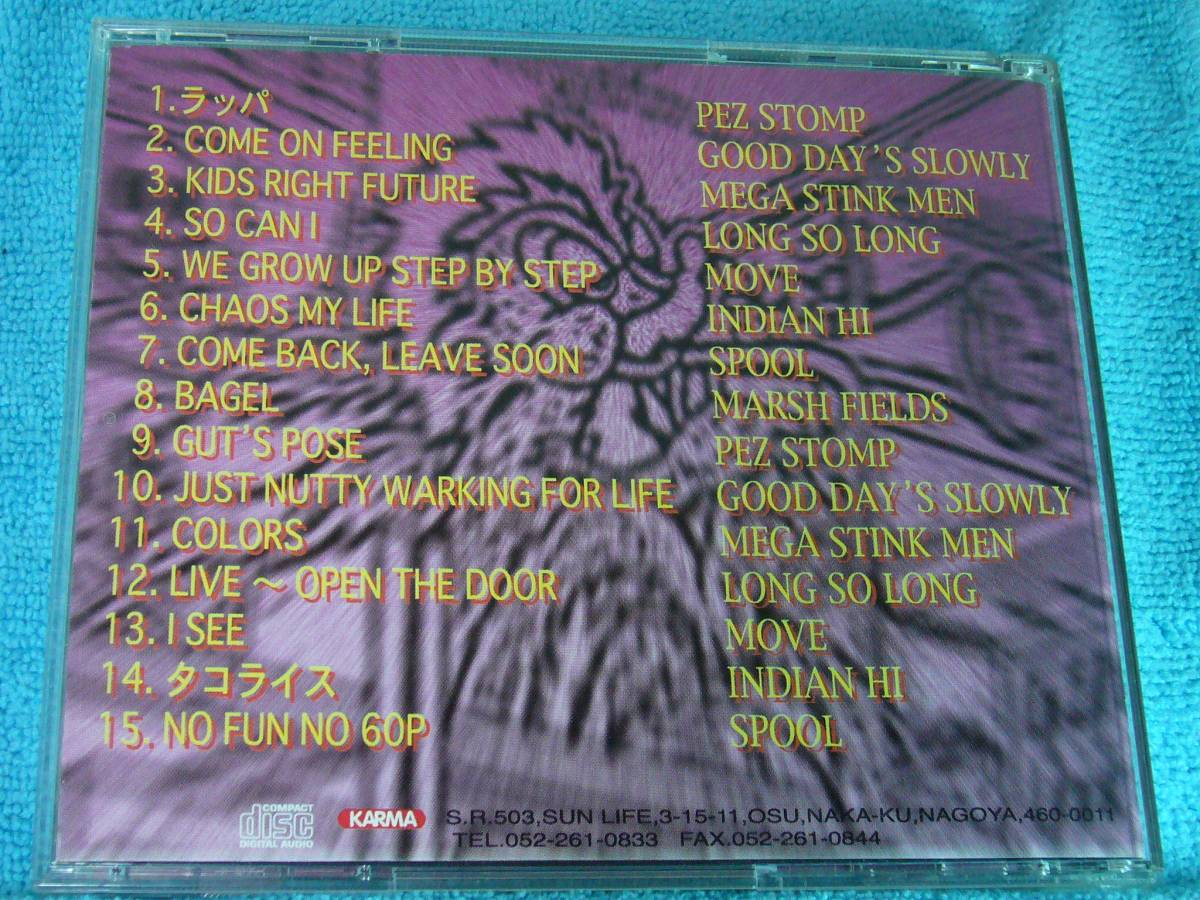 1.ラッパ PEZ STOMP
2. COME ON FEELING GOOD DAY'S SLOWLY
3. KIDS RIGHT FUTURE MEGA STINK MEN
4. SO CAN I LONG SO LONG
5. WE GROW UP STEP BY STEP MOVE
6. CHAOS MY LIFE INDIAN HI
7. COME BACK, LEAVE SOON SPOOL
8. BAGEL MARSH FIELDS
9. GUT'S POSE PEZ STOMP
10. JUST NUTTY WARKING FOR LIFE GOOD DAY'S SLOWLY
11. COLORS MEGA STINK MEN
12. LIVE ～ OPEN THE DOOR LONG SO LONG
13. I SEE MOVE
14. タコライス INDIAN HI
15. NO FUN NO 60P SPOOL
COMPACT
disc
DIGITAL AUDIO
KARMA
S.R.503,SUN LIFE,3-15-11,OSU,NAKA-KU,NAGOYA,460-0011
TEL.052-261-0833 FAX.052-261-0844